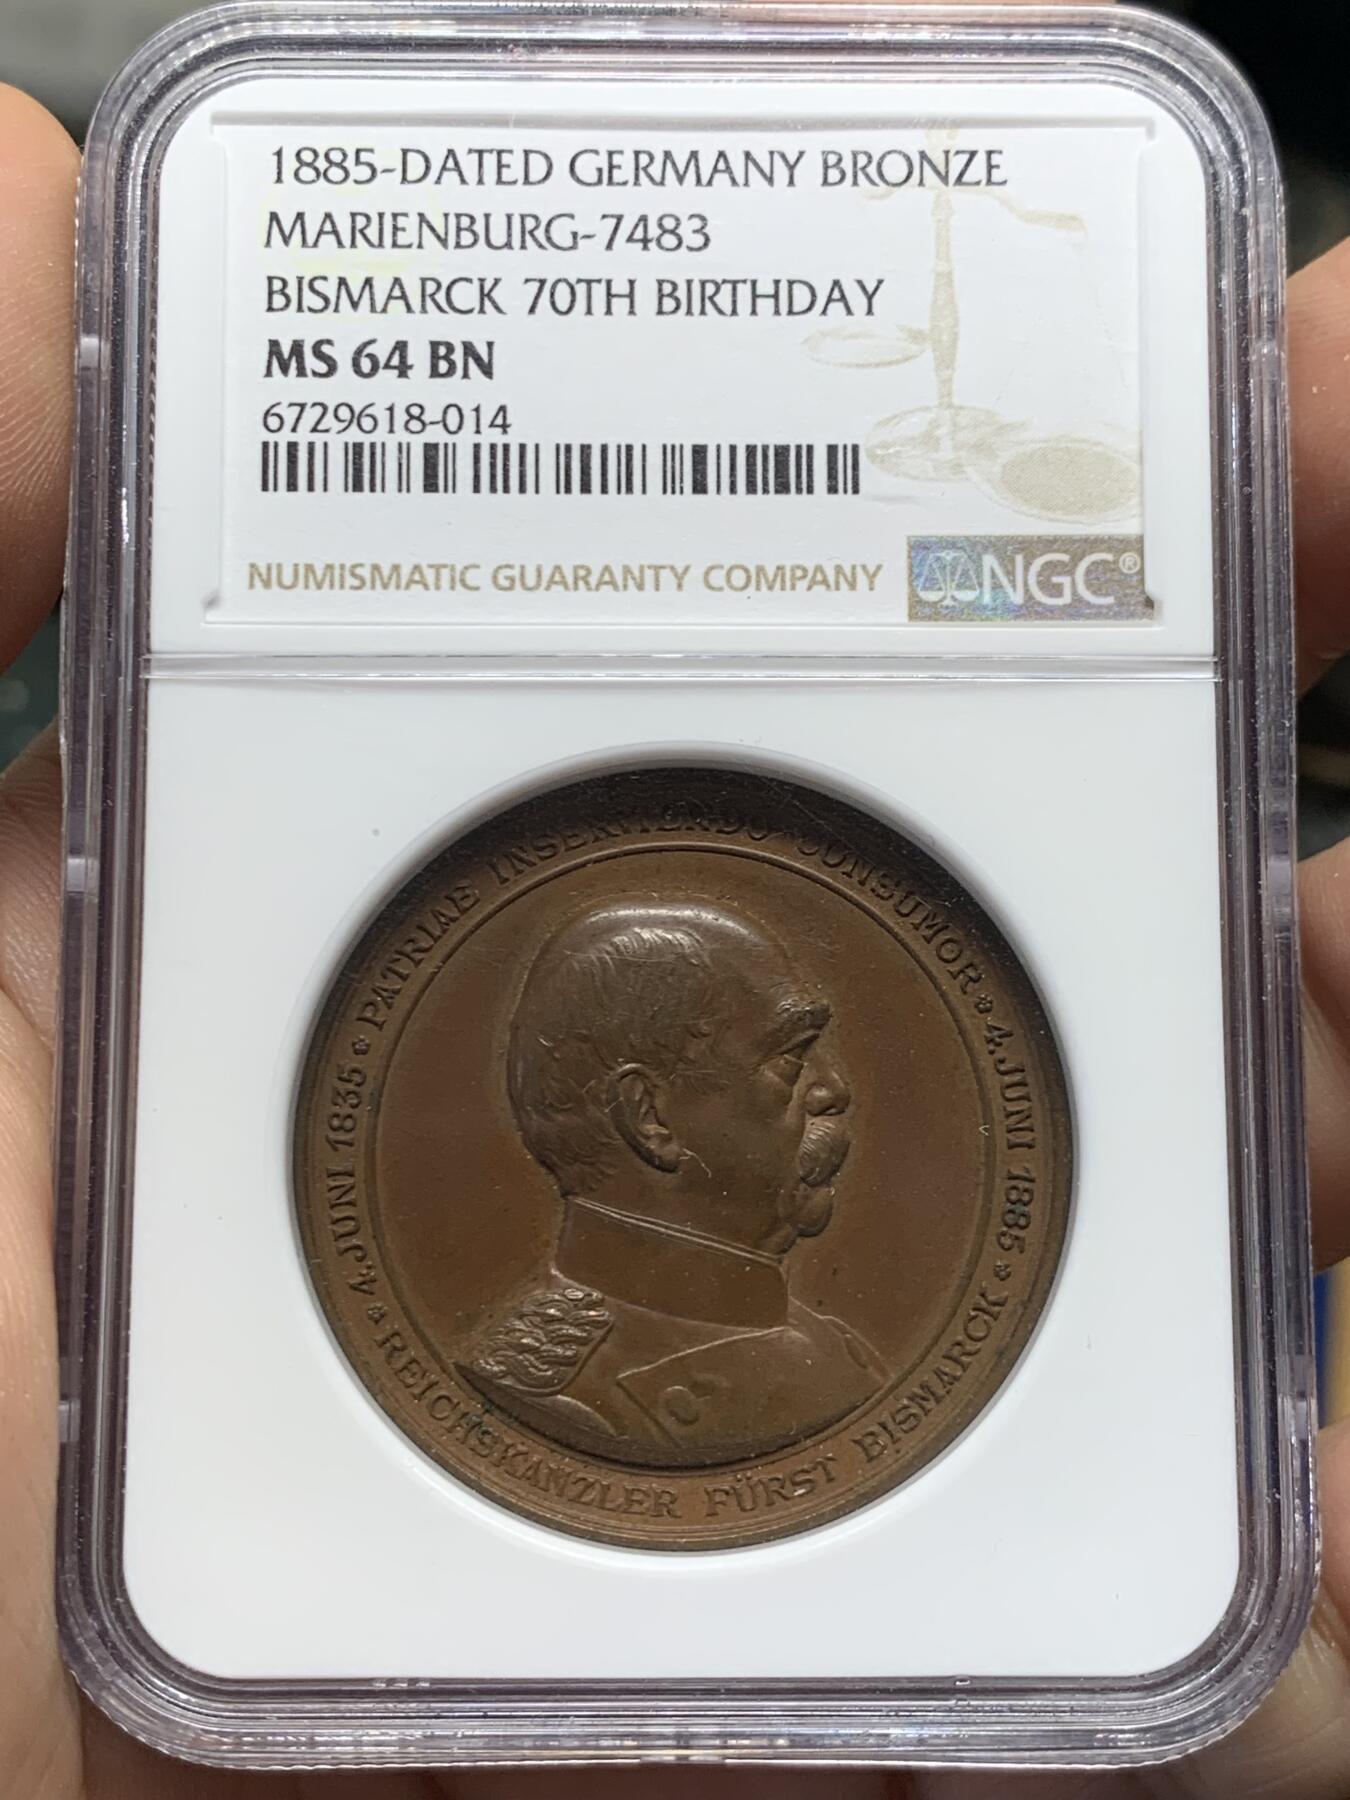 1885-DATED GERMANY BRONZE
MARIENBURG-7483
BISMARCK 70TH BIRTHDAY
MS 64 BN
6729618-014
NUMISMATIC GUARANTY COMPANY
NGC®
PATRIAE INSERVIENDO CONSUMOR
4.JUNI 1885
REICHSKANZLER FÜRST BISMARCK
4.JUNI 1835